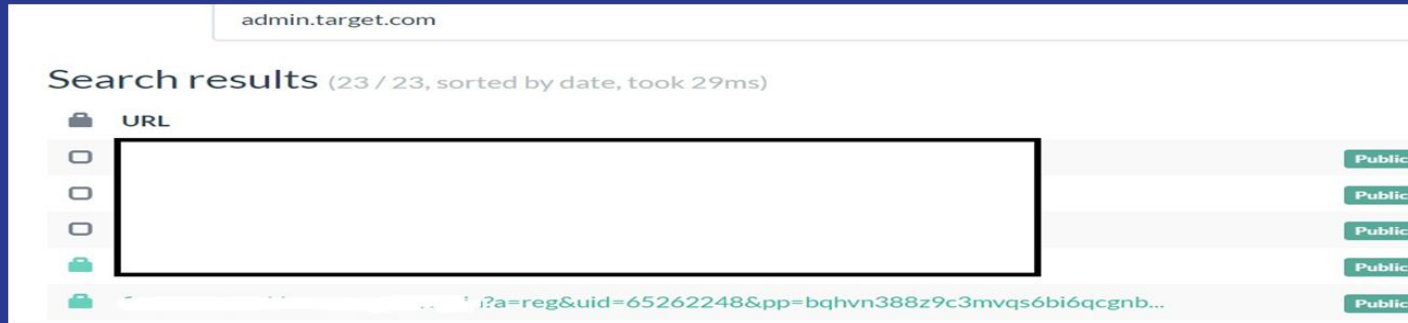 admin.target.com
Search results (23 / 23, sorted by date, took 29ms)
URL
Public
Public
Public
Public
?a=reg&uid=65262248&pp=bqhvn388z9c3mvqs6bi6qcgnb... Public